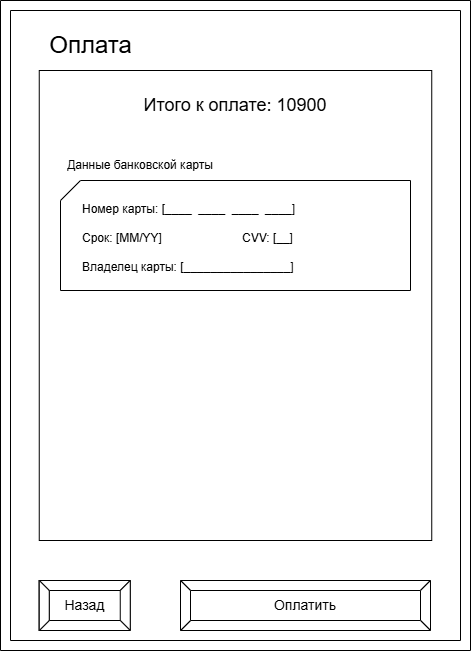 Оплата
Итого к оплате: 10900
Данные банковской карты
Номер карты: [____ ____ ____ ____]
Срок: [MM/YY] CVV: [__]
Владелец карты: [________________]
Назад Оплатить